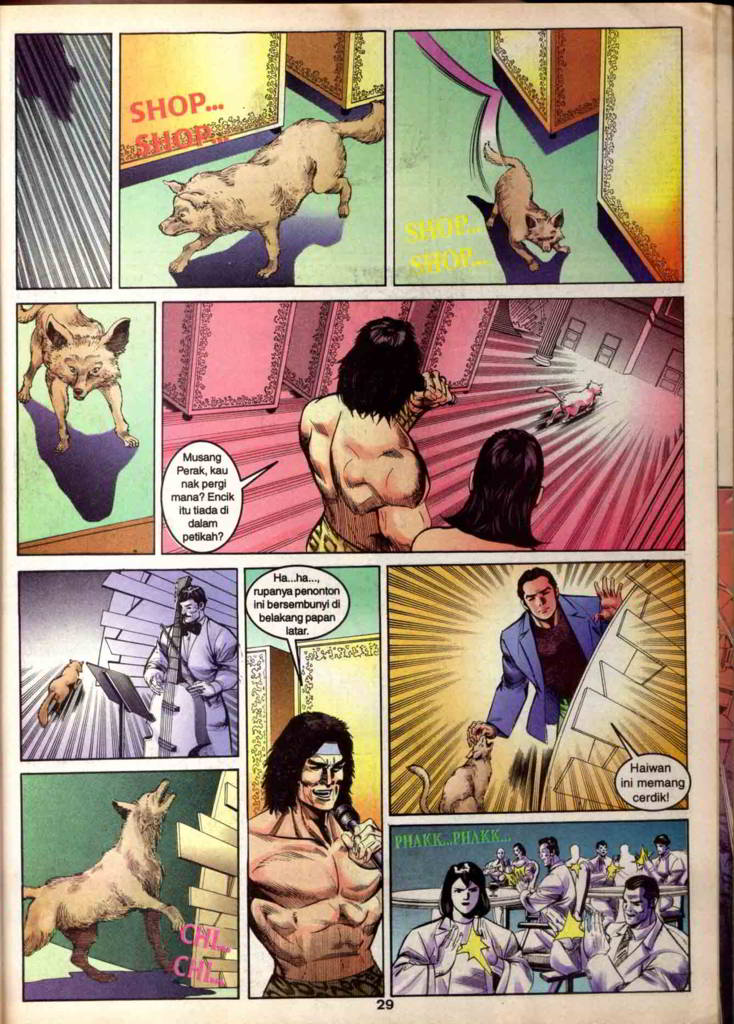 SHOP...
SHOP...
SHOP...
SHOP...
Musang
Perak, kau
nak pergi
mana? Encik
itu tiada di
dalam
petikah?
Ha...ha...,
rupanya penonton
ini bersembunyi di
belakang papan
latar.
Haiwan
ini memang
cerdik!
CHI...
CHI...
PHAKK...PHAKK...
29